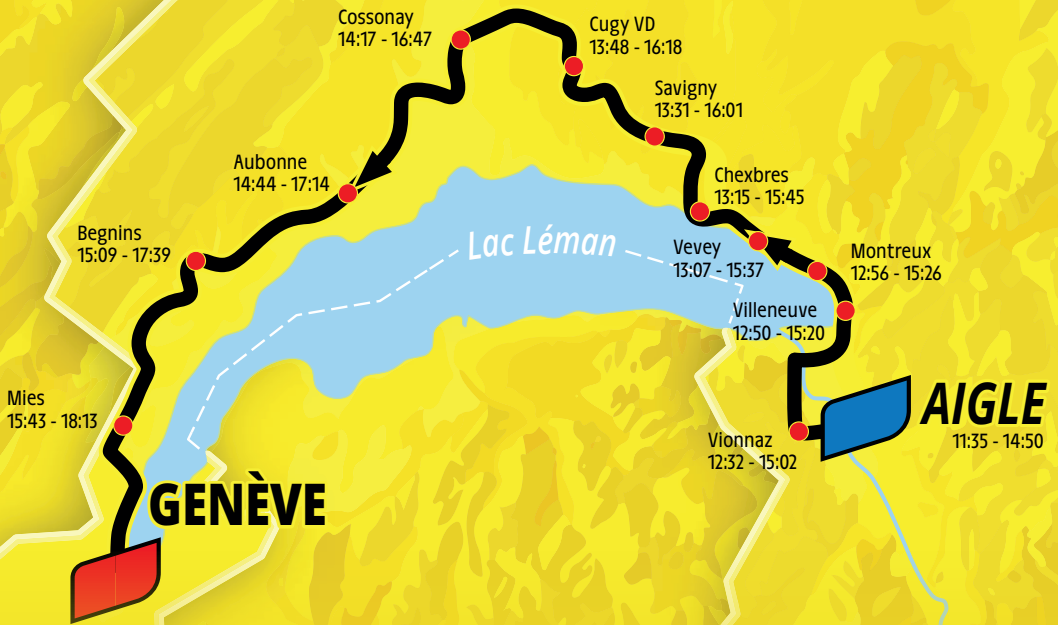 Cossonay
14:17 - 16:47
Cugy VD
13:48 - 16:18
Savigny
13:31 - 16:01
Aubonne
14:44 - 17:14
Chexbres
13:15 - 15:45
Begnins
15:09 - 17:39
Lac Léman
Vevey
13:07 - 15:37
Montreux
12:56 - 15:26
Villeneuve
12:50 - 15:20
Mies
15:43 - 18:13
AIGLE
11:35 - 14:50
Vionnaz
12:32 - 15:02
GENÈVE